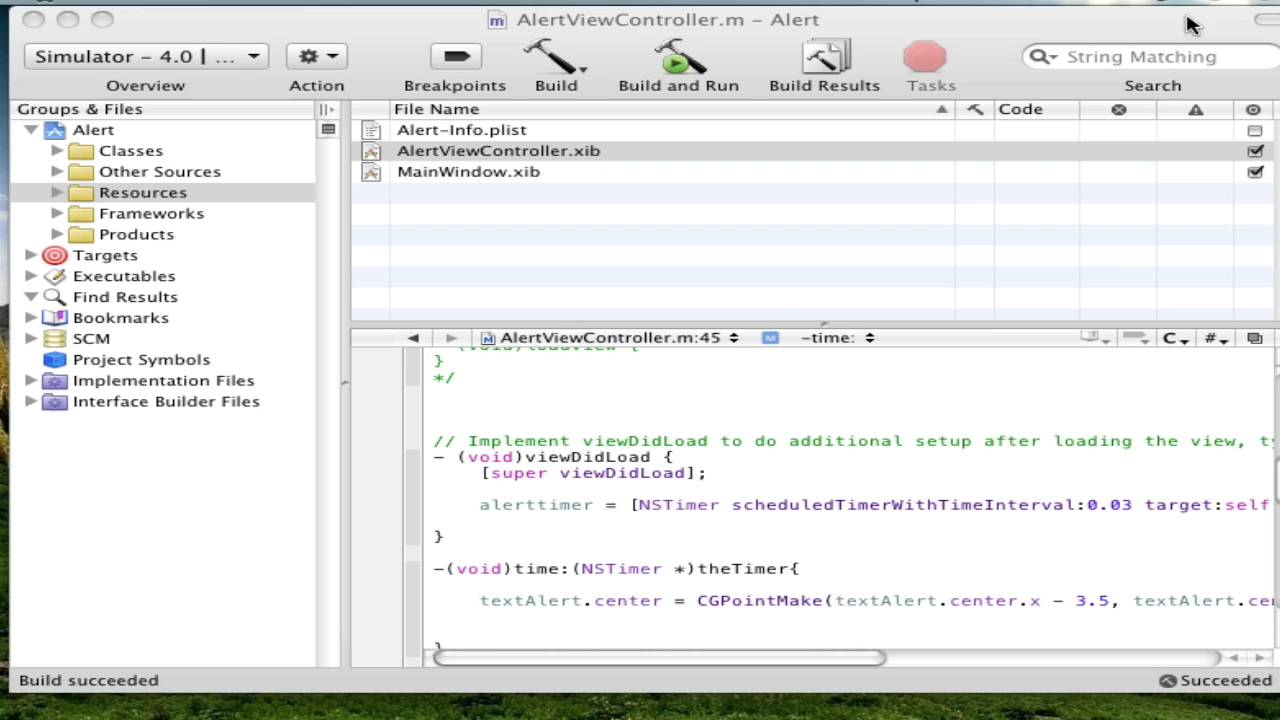 AlertViewController.m – Alert
Simulator – 4.0 | ...
String Matching
Overview Action Breakpoints Build Build and Run Build Results Tasks Search
Groups & Files
Alert
Classes
Other Sources
Resources
Frameworks
Products
Targets
Executables
Find Results
Bookmarks
SCM
Project Symbols
Implementation Files
Interface Builder Files
File Name Code
Alert-Info.plist
AlertViewController.xib
MainWindow.xib
AlertViewController.m:45 -time: C #
}
*/
// Implement viewDidLoad to do additional setup after loading the view,
- (void)viewDidLoad {
[super viewDidLoad];
alerttimer = [NSTimer scheduledTimerWithTimeInterval:0.03 target:self
}
-(void)time:(NSTimer *)theTimer{
textAlert.center = CGPointMake(textAlert.center.x - 3.5, textAlert.ce
}
Build succeeded
Succeeded